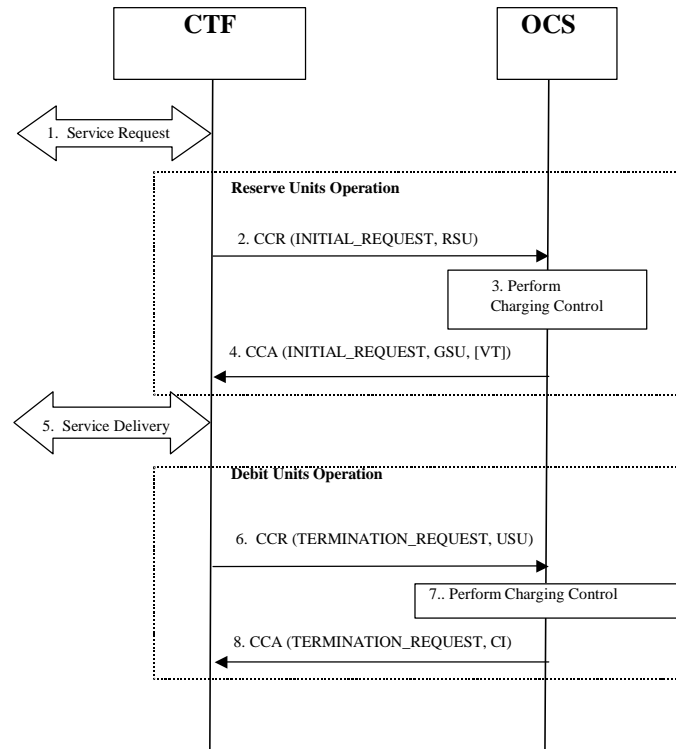 CTF
OCS
1. Service Request
Reserve Units Operation
2. CCR (INITIAL_REQUEST, RSU)
3. Perform
Charging Control
4. CCA (INITIAL_REQUEST, GSU, [VT])
5. Service Delivery
Debit Units Operation
6. CCR (TERMINATION_REQUEST, USU)
7.. Perform Charging Control
8. CCA (TERMINATION_REQUEST, CI)